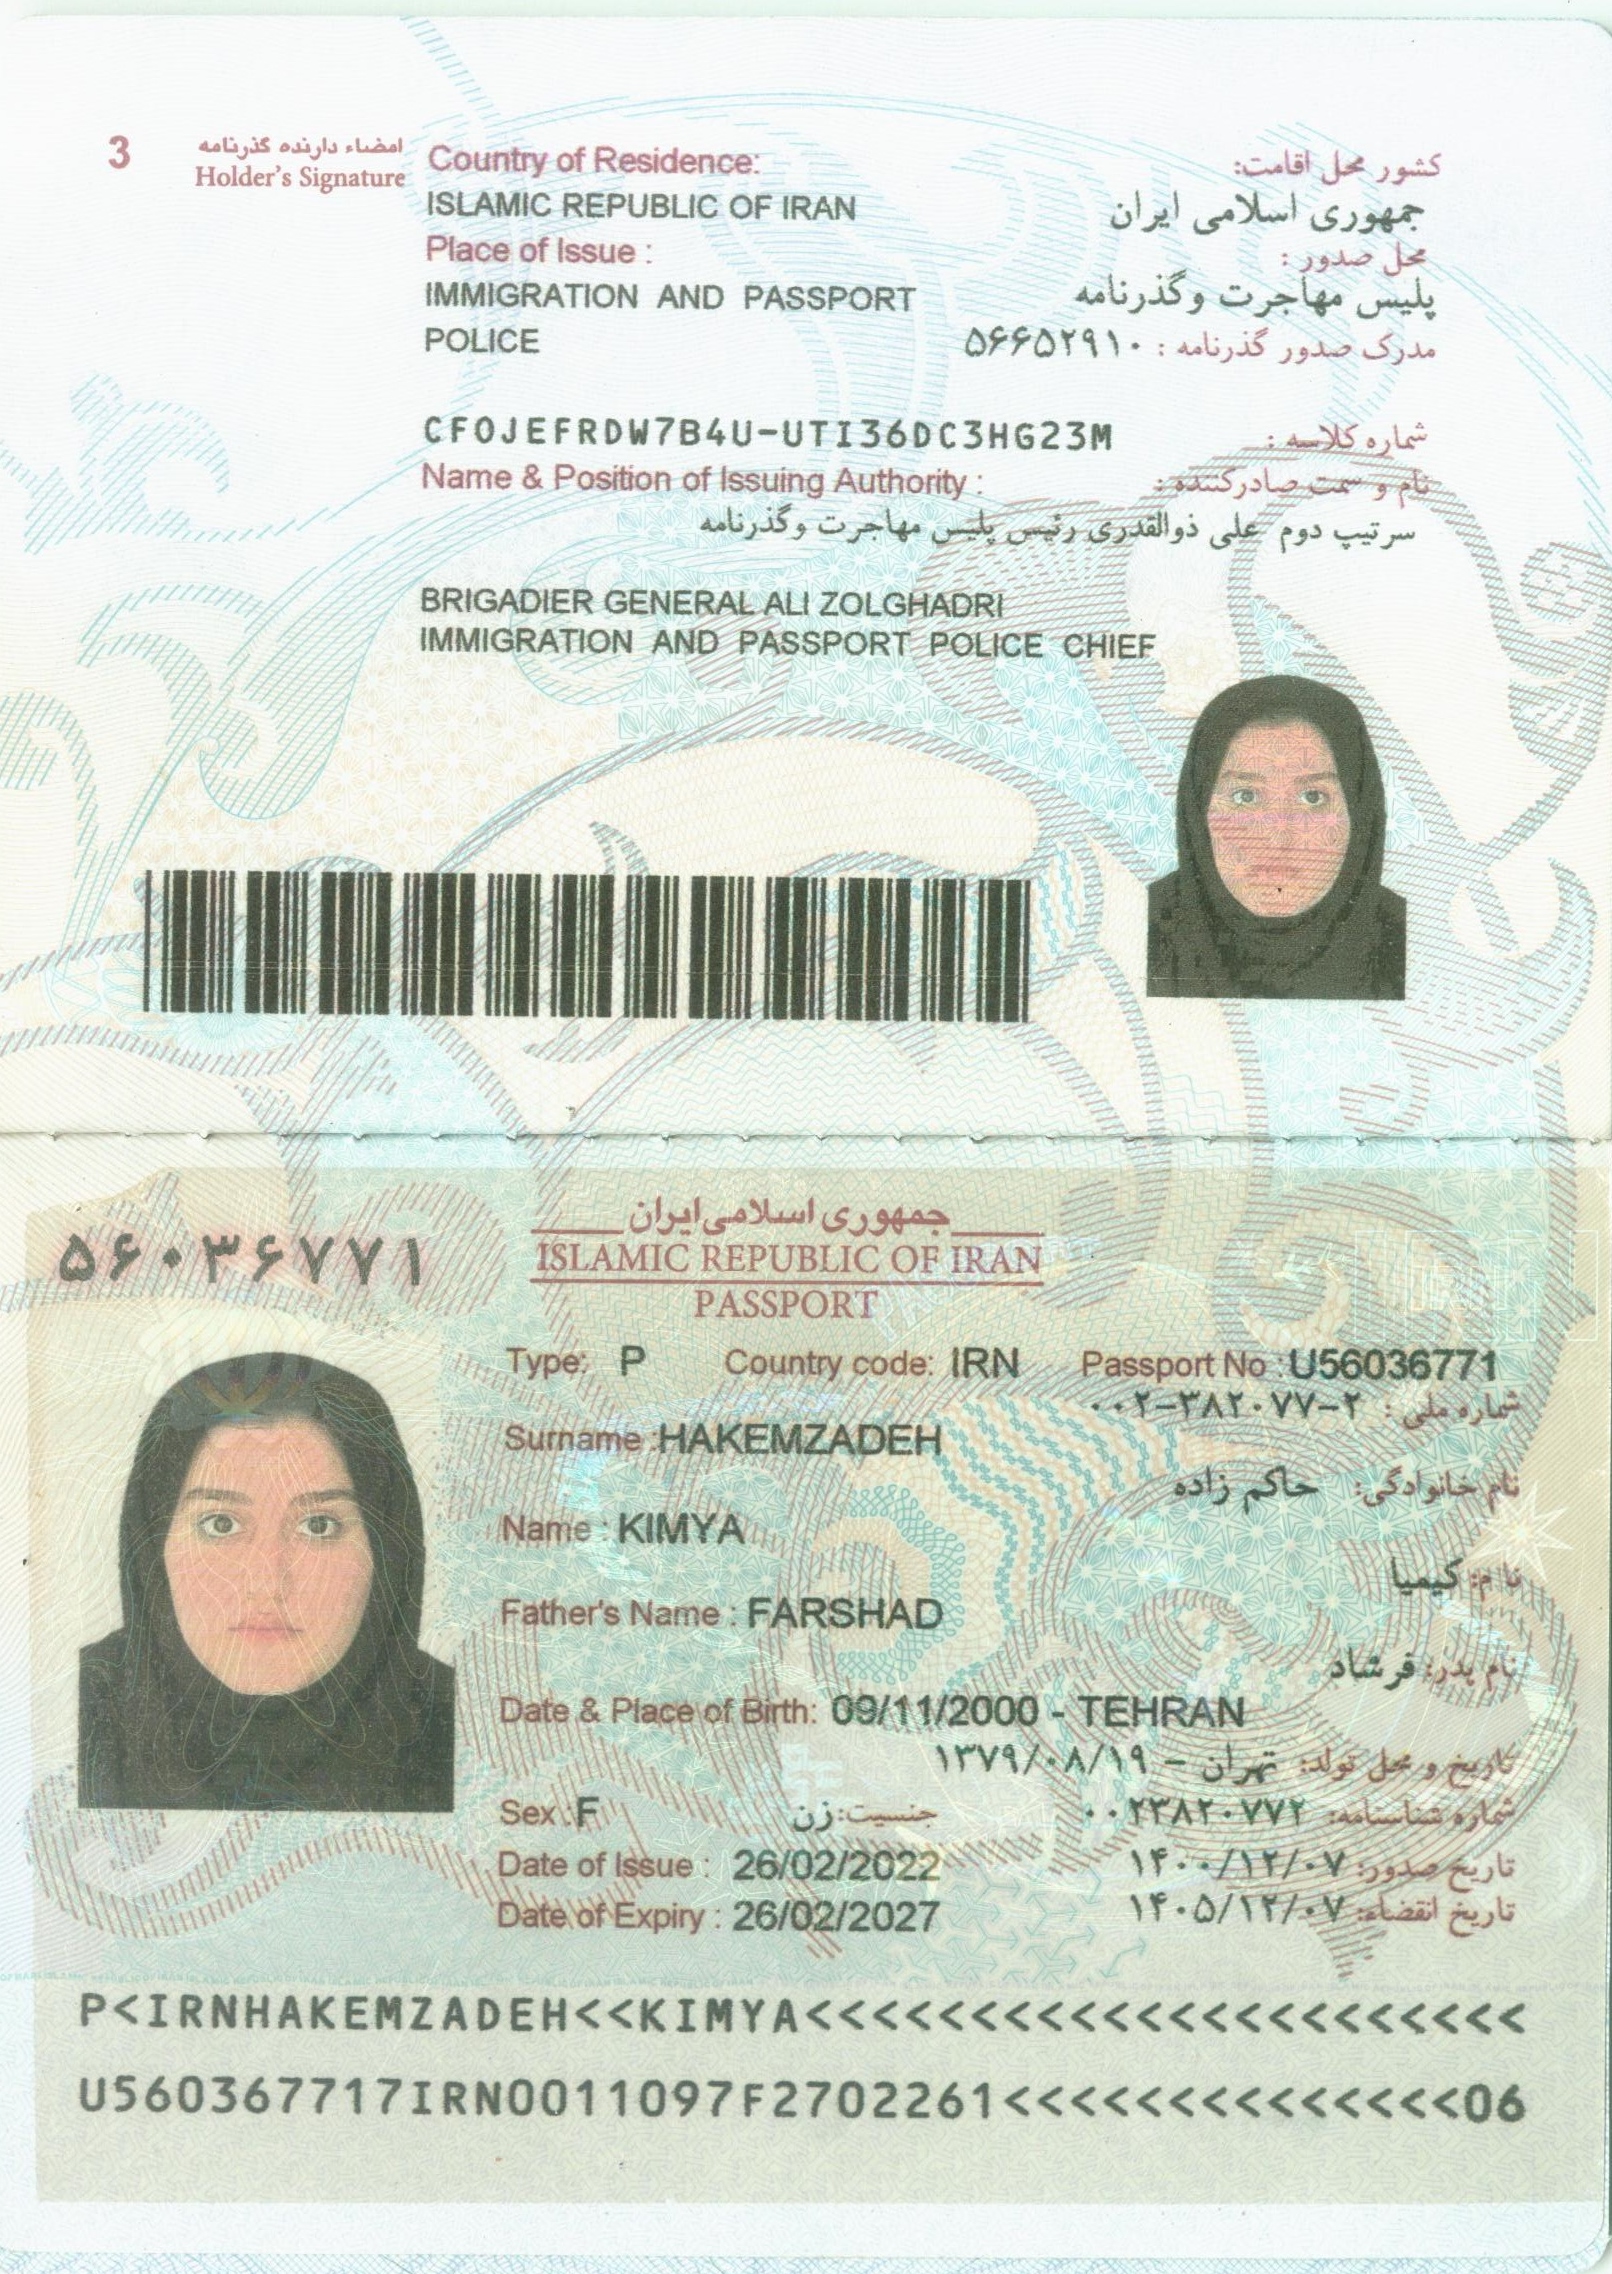 3
امضاء دارنده گذرنامه
Holder's Signature
Country of Residence:
کشور محل اقامت:
ISLAMIC REPUBLIC OF IRAN
جمهوری اسلامی ایران
Place of Issue :
محل صدور :
IMMIGRATION AND PASSPORT
POLICE
پلیس مهاجرت وگذرنامه
مدرک صدور گذرنامه : ۵۶۶۵۲۹۱۰
شماره کلاسه :
CFOJEFRDW7B4U-UTI36DC3HG23M
Name & Position of Issuing Authority :
نام و سمت صادرکننده :
سرتیپ دوم علی ذوالقدری رئیس پلیس مهاجرت وگذرنامه
BRIGADIER GENERAL ALI ZOLGHADRI
IMMIGRATION AND PASSPORT POLICE CHIEF
۵۶۰۳۶۷۷۱
جمهوری اسلامی ایران
ISLAMIC REPUBLIC OF IRAN
PASSPORT
Type: P Country code: IRN Passport No : U56036771
شماره ملی : ۰۰۲-۳۸۲۰۷۷-۲
Surname : HAKEMZADEH
نام خانوادگی: حاکم زاده
Name : KIMYA
نام: کیمیا
Father's Name : FARSHAD
نام پدر: فرشاد
Date & Place of Birth: 09/11/2000 - TEHRAN
تاریخ و محل تولد: تهران - ۱۳۷۹/۰۸/۱۹
Sex : F
جنسیت: زن
شماره شناسنامه: ۰۰۲۳۸۲۰۷۷۲
Date of Issue : 26/02/2022
تاریخ صدور: ۱۴۰۰/۱۲/۰۷
Date of Expiry : 26/02/2027
تاریخ انقضاء: ۱۴۰۵/۱۲/۰۷
P<IRNHAKEMZADEH<<KIMYA<<<<<<<<<<<<<<<<<<<<<<
U560367717IRN0011097F2702261<<<<<<<<<<<<<<06